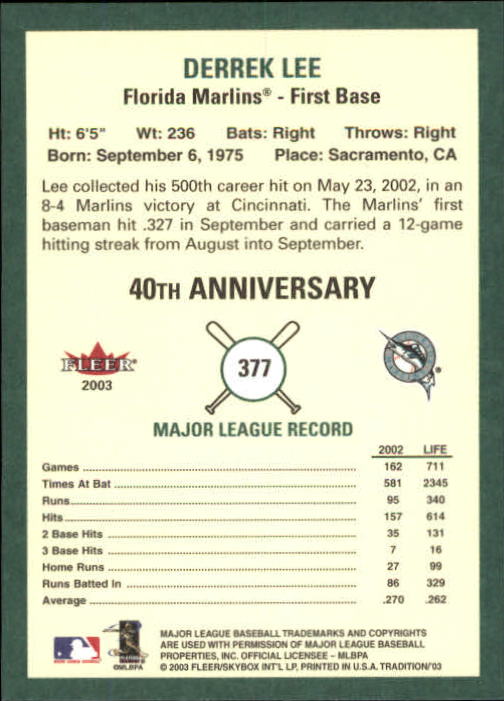 DERREK LEE
Florida Marlins® - First Base
Ht: 6'5" Wt: 236 Bats: Right Throws: Right
Born: September 6, 1975 Place: Sacramento, CA
Lee collected his 500th career hit on May 23, 2002, in an
8-4 Marlins victory at Cincinnati. The Marlins' first
baseman hit .327 in September and carried a 12-game
hitting streak from August into September.
40TH ANNIVERSARY
FLEER®
2003
377
MAJOR LEAGUE RECORD
2002 LIFE
Games 162 711
Times At Bat 581 2345
Runs 95 340
Hits 157 614
2 Base Hits 35 131
3 Base Hits 7 16
Home Runs 27 99
Runs Batted In 86 329
Average .270 .262
©MLBPA
MAJOR LEAGUE BASEBALL TRADEMARKS AND COPYRIGHTS
ARE USED WITH PERMISSION OF MAJOR LEAGUE BASEBALL
PROPERTIES, INC. OFFICIAL LICENSEE - MLBPA
© 2003 FLEER/SKYBOX INT'L LP, PRINTED IN U.S.A. TRADITION/'03